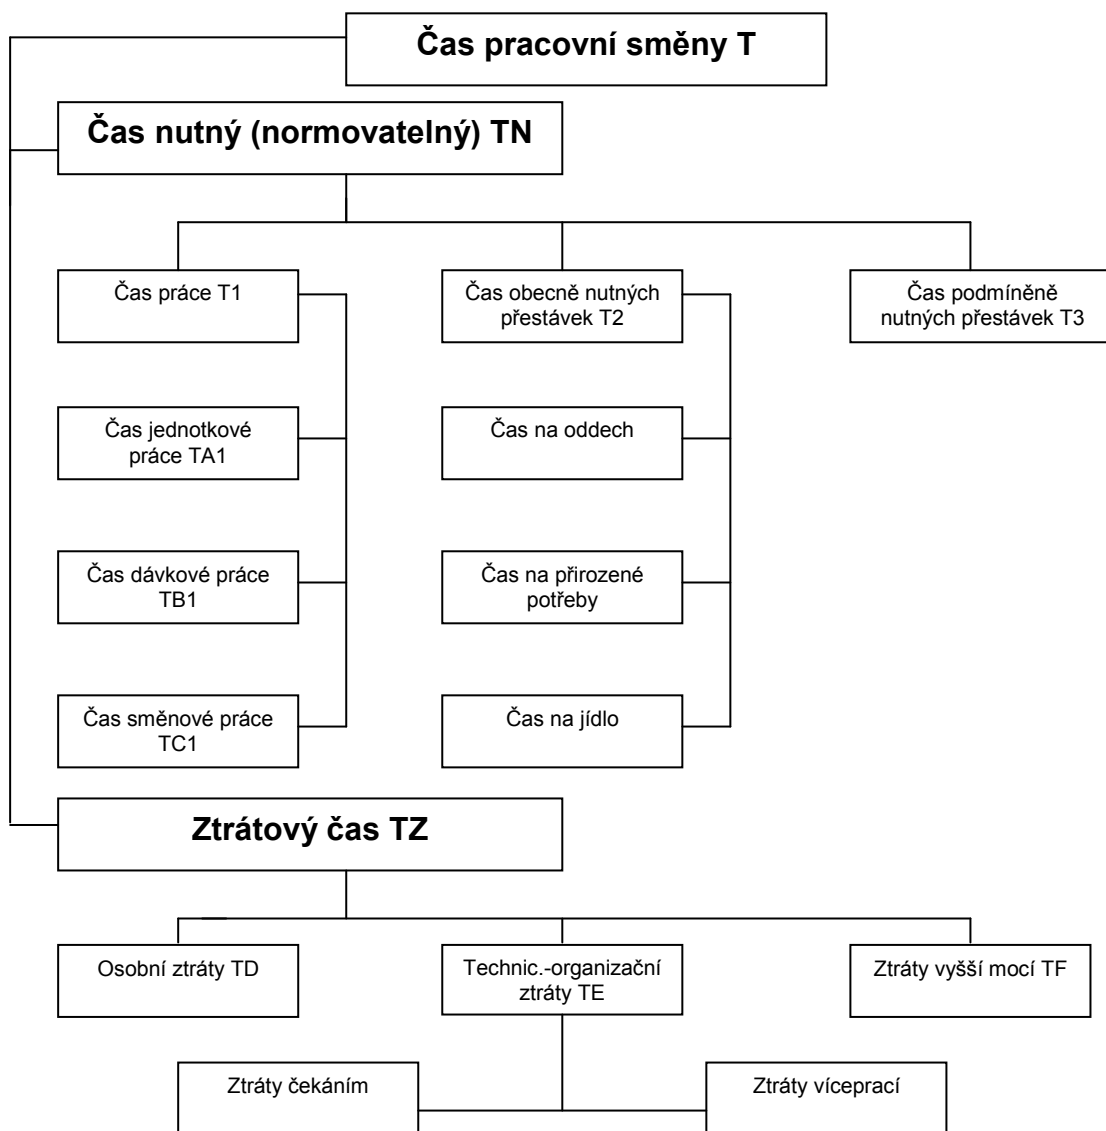 Čas pracovní směny T
Čas nutný (normovatelný) TN
Čas práce T1
Čas obecně nutných
přestávek T2
Čas podmíněně
nutných přestávek T3
Čas jednotkové
práce TA1
Čas na oddech
Čas dávkové práce
TB1
Čas na přirozené
potřeby
Čas směnové práce
TC1
Čas na jídlo
Ztrátový čas TZ
Osobní ztráty TD
Technic.-organizační
ztráty TE
Ztráty vyšší mocí TF
Ztráty čekáním
Ztráty víceprací